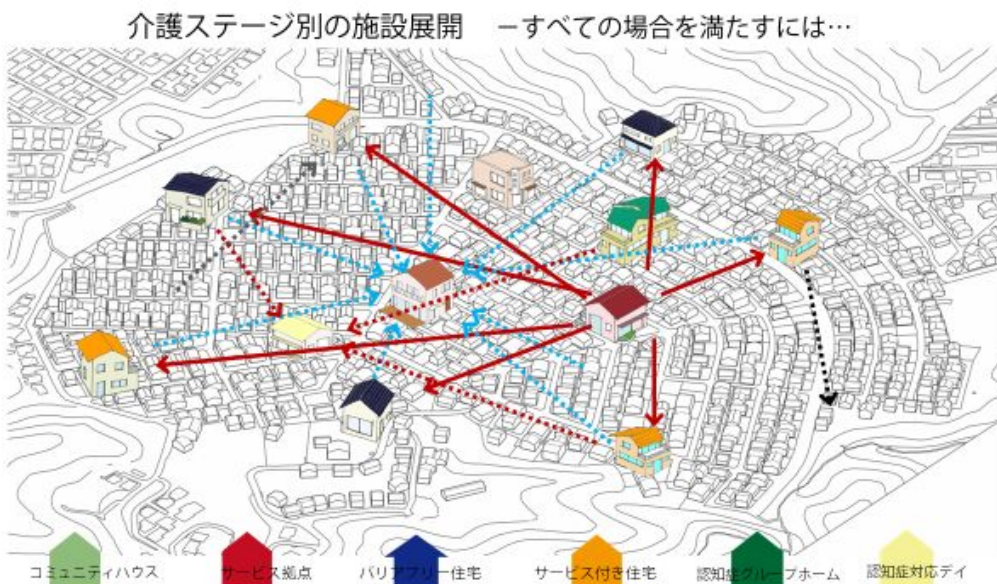 介護ステージ別の施設展開　－すべての場合を満たすには…
コミュニティハウス
サービス拠点
バリアフリー住宅
サービス付き住宅
認知症グループホーム
認知症対応デイ